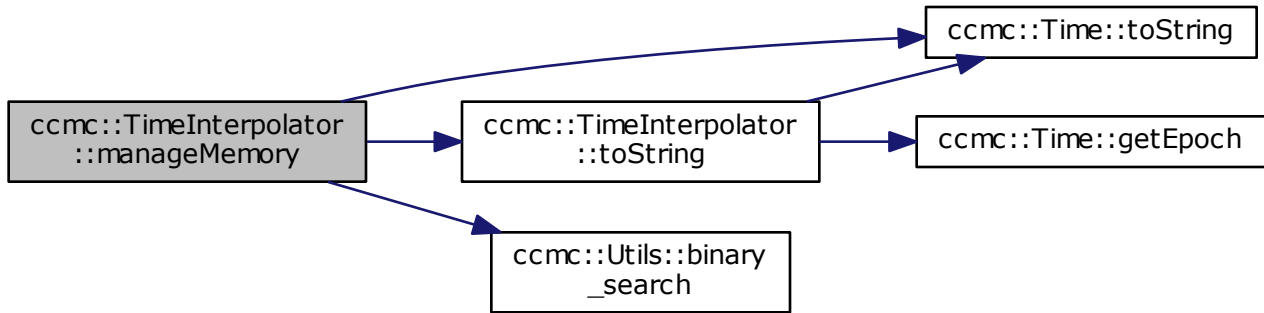 ccmc::Time::toString
ccmc::TimeInterpolator
::manageMemory
ccmc::TimeInterpolator
::toString
ccmc::Time::getEpoch
ccmc::Utils::binary
_search